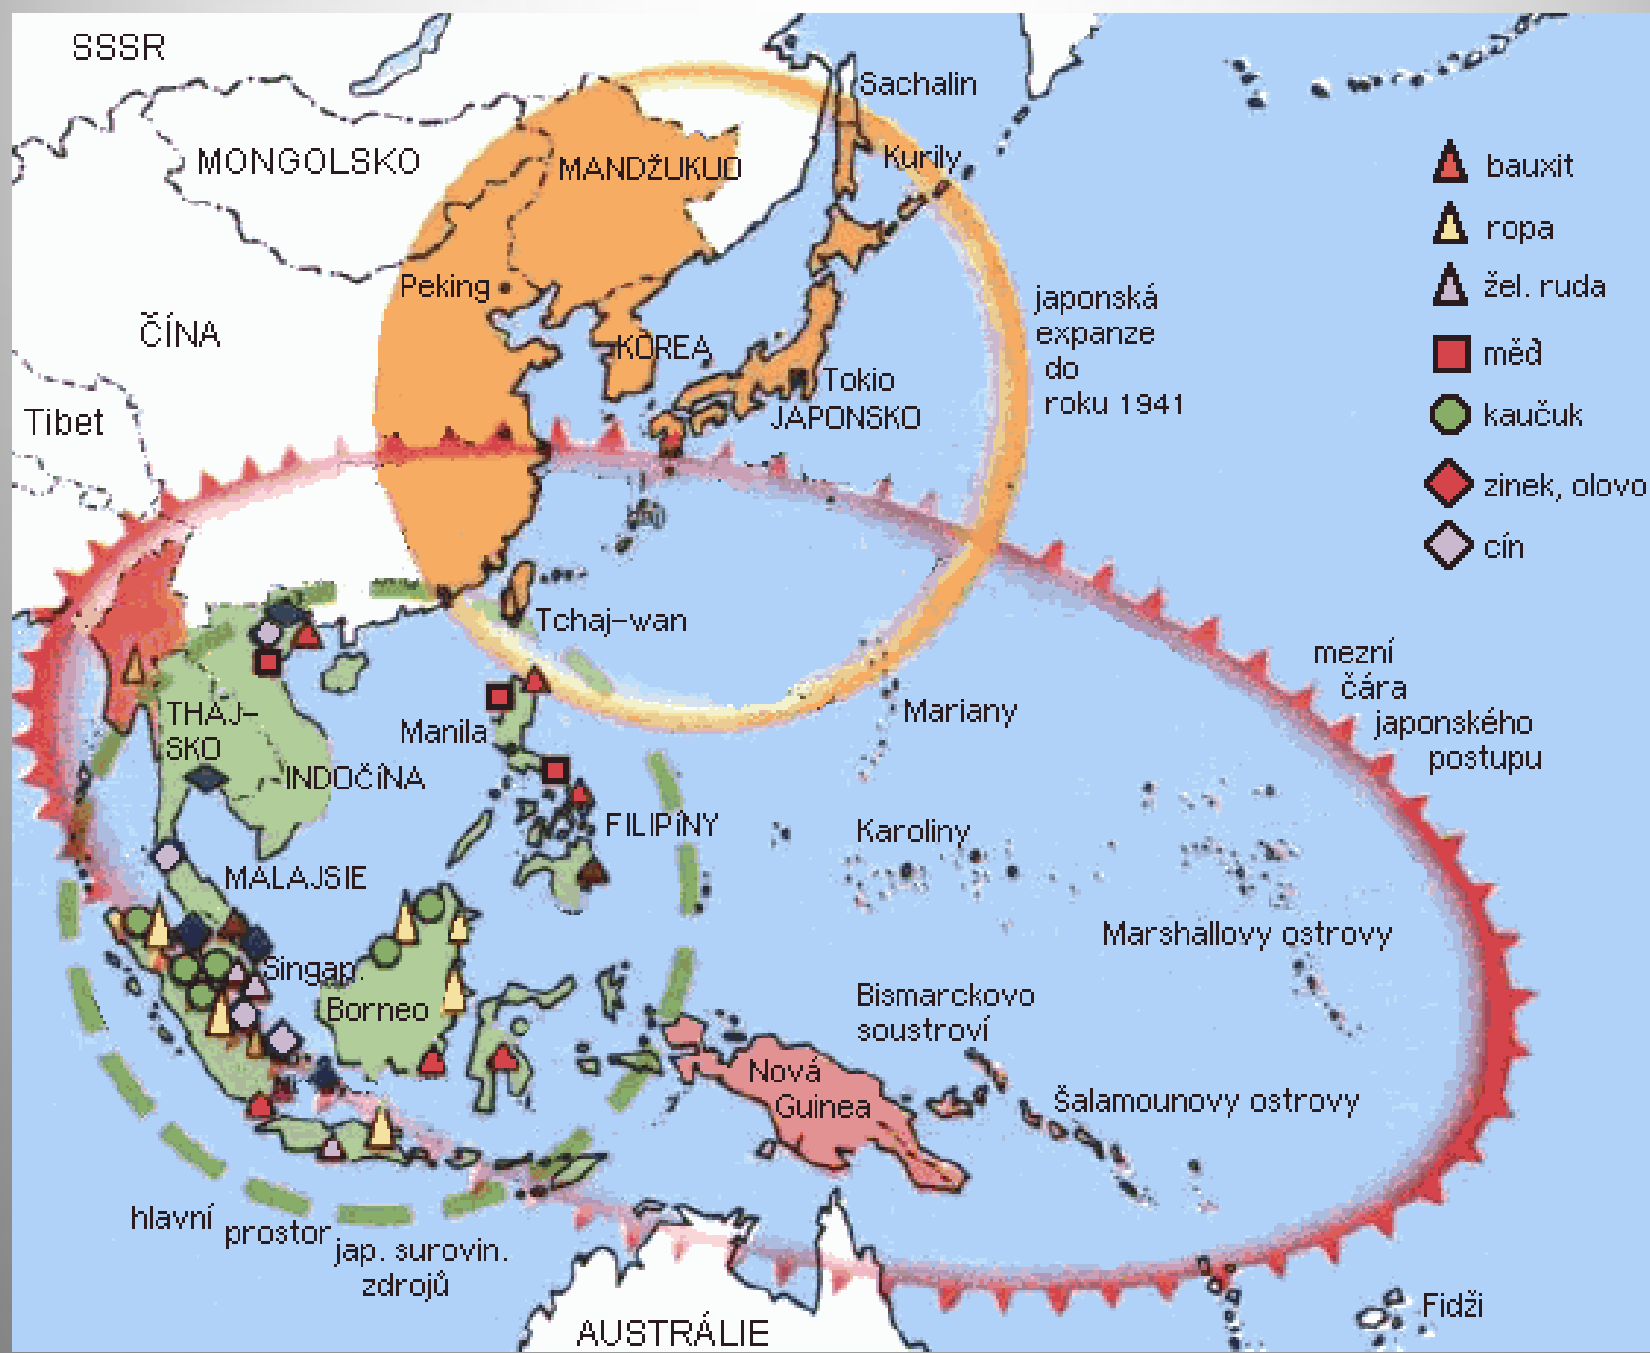 SSSR
Sachalin
MONGOLSKO
MANDŽUKUO
Kurily
Peking
ČÍNA
KOREA
Tokio
JAPONSKO
Tibet
japonská
expanze
do
roku 1941
bauxit
ropa
žel. ruda
měď
kaučuk
zinek, olovo
cín
Tchaj-wan
mezní
čára
japonského
postupu
THAJ-
SKO
Manila
Mariany
INDOČÍNA
FILIPÍNY
Karoliny
MALAJSIE
Marshallovy ostrovy
Singap.
Borneo
Bismarckovo
soustroví
Nová
Guinea
Šalamounovy ostrovy
hlavní
prostor
jap. surovin.
zdrojů
AUSTRÁLIE
Fidži